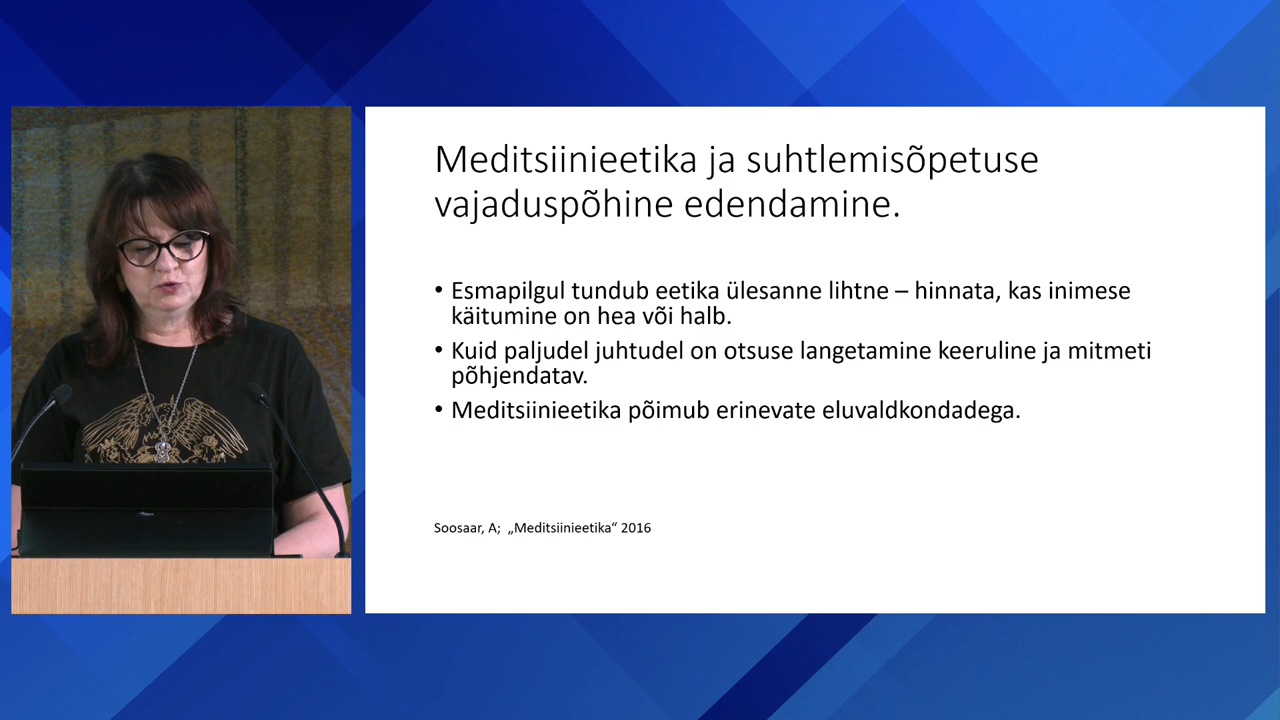 Meditsiinieetika ja suhtlemisõpetuse
vajaduspõhine edendamine.
• Esmapilgul tundub eetika ülesanne lihtne – hinnata, kas inimese
käitumine on hea või halb.
• Kuid paljudel juhtudel on otsuse langetamine keeruline ja mitmeti
põhjendatav.
• Meditsiinieetika põimub erinevate eluvaldkondadega.
Soosaar, A;  „Meditsiinieetika“ 2016